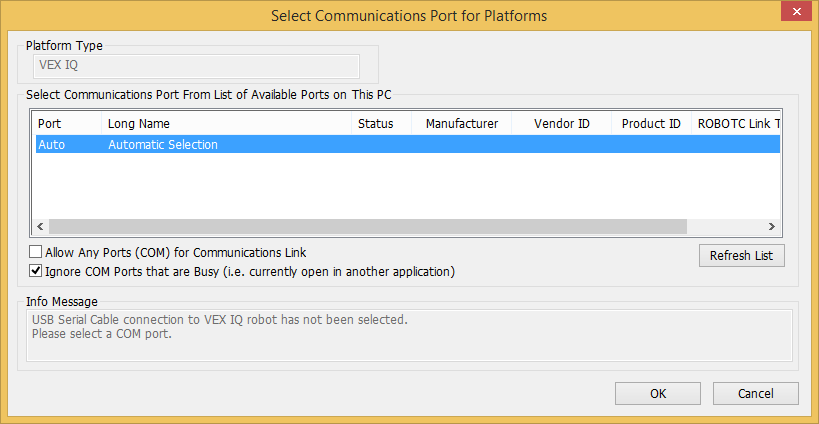 Select Communications Port for Platforms
Platform Type
VEX IQ
Select Communications Port From List of Available Ports on This PC
Port Long Name Status Manufacturer Vendor ID Product ID ROBOTC Link T
Auto Automatic Selection
Allow Any Ports (COM) for Communications Link
Refresh List
Ignore COM Ports that are Busy (i.e. currently open in another application)
Info Message
USB Serial Cable connection to VEX IQ robot has not been selected.
Please select a COM port.
OK Cancel